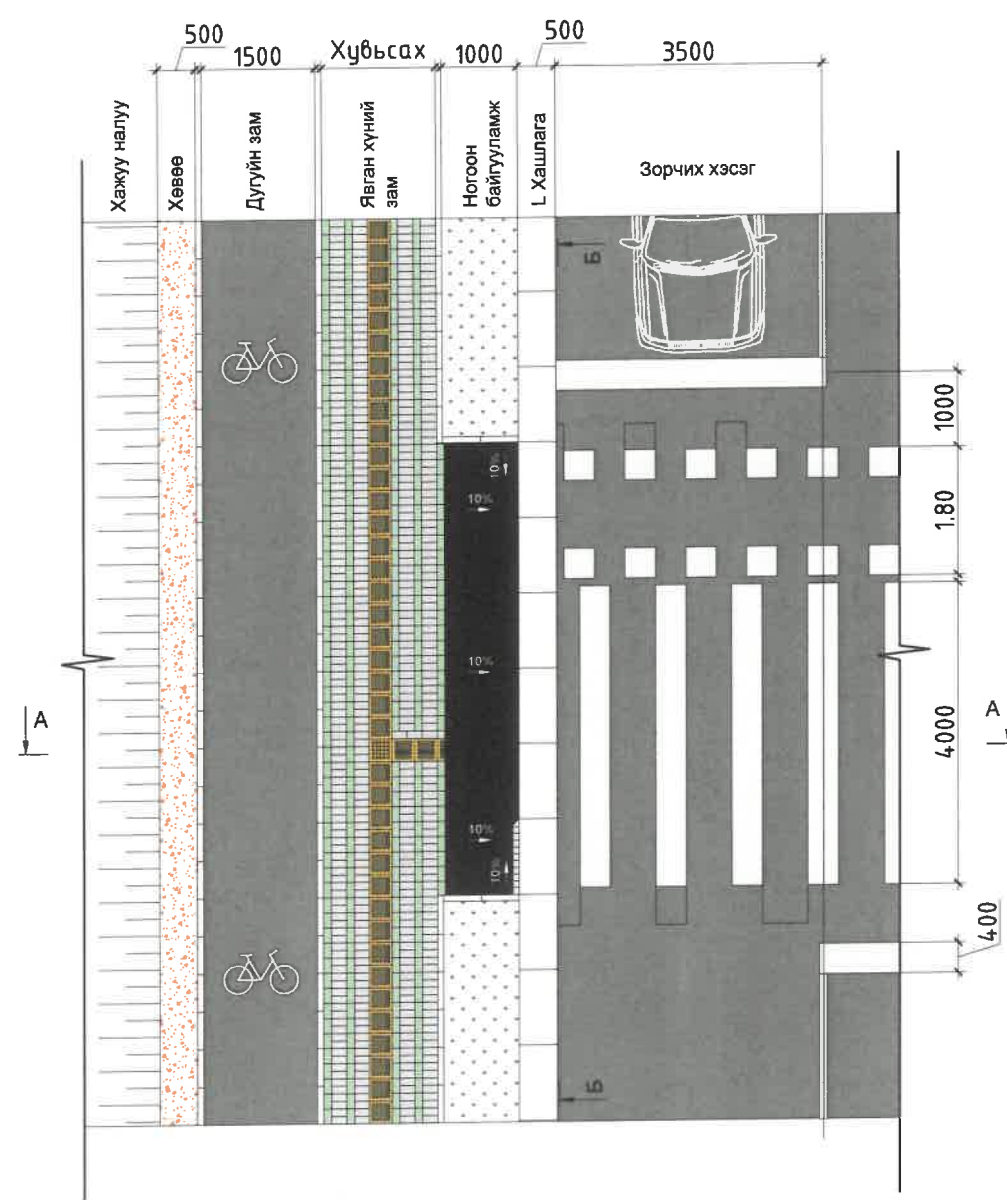 500
1500
Хувьсах
1000
500
3500
Хажуу налуу
Хөвөө
Дугуйн зам
Явган хүний
зам
Ногоон
байгууламж
L Хашлага
Зорчих хэсэг
Б
1000
10%
10%
1.80
10%
A
A
4000
10%
10%
400
Б